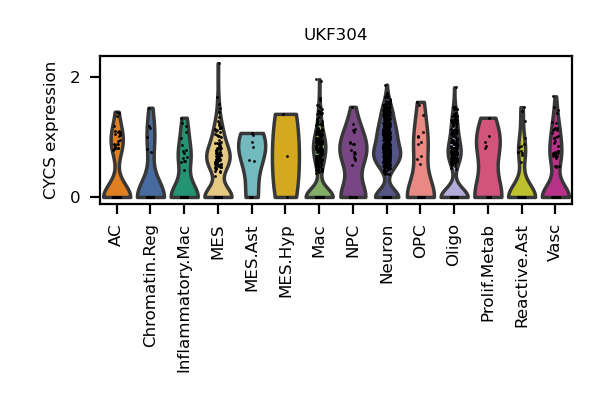 UKF304
CYCS expression
2
0
AC
Chromatin.Reg
Inflammatory.Mac
MES
MES.Ast
MES.Hyp
Mac
NPC
Neuron
OPC
Oligo
Prolif.Metab
Reactive.Ast
Vasc